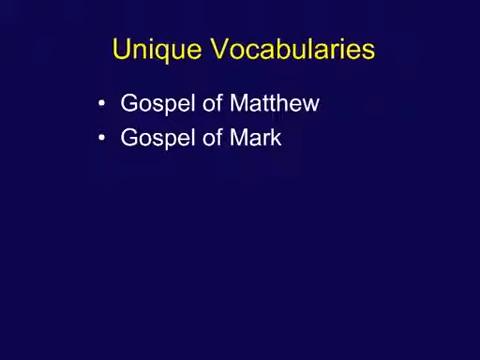 Unique Vocabularies
• Gospel of Matthew
• Gospel of Mark